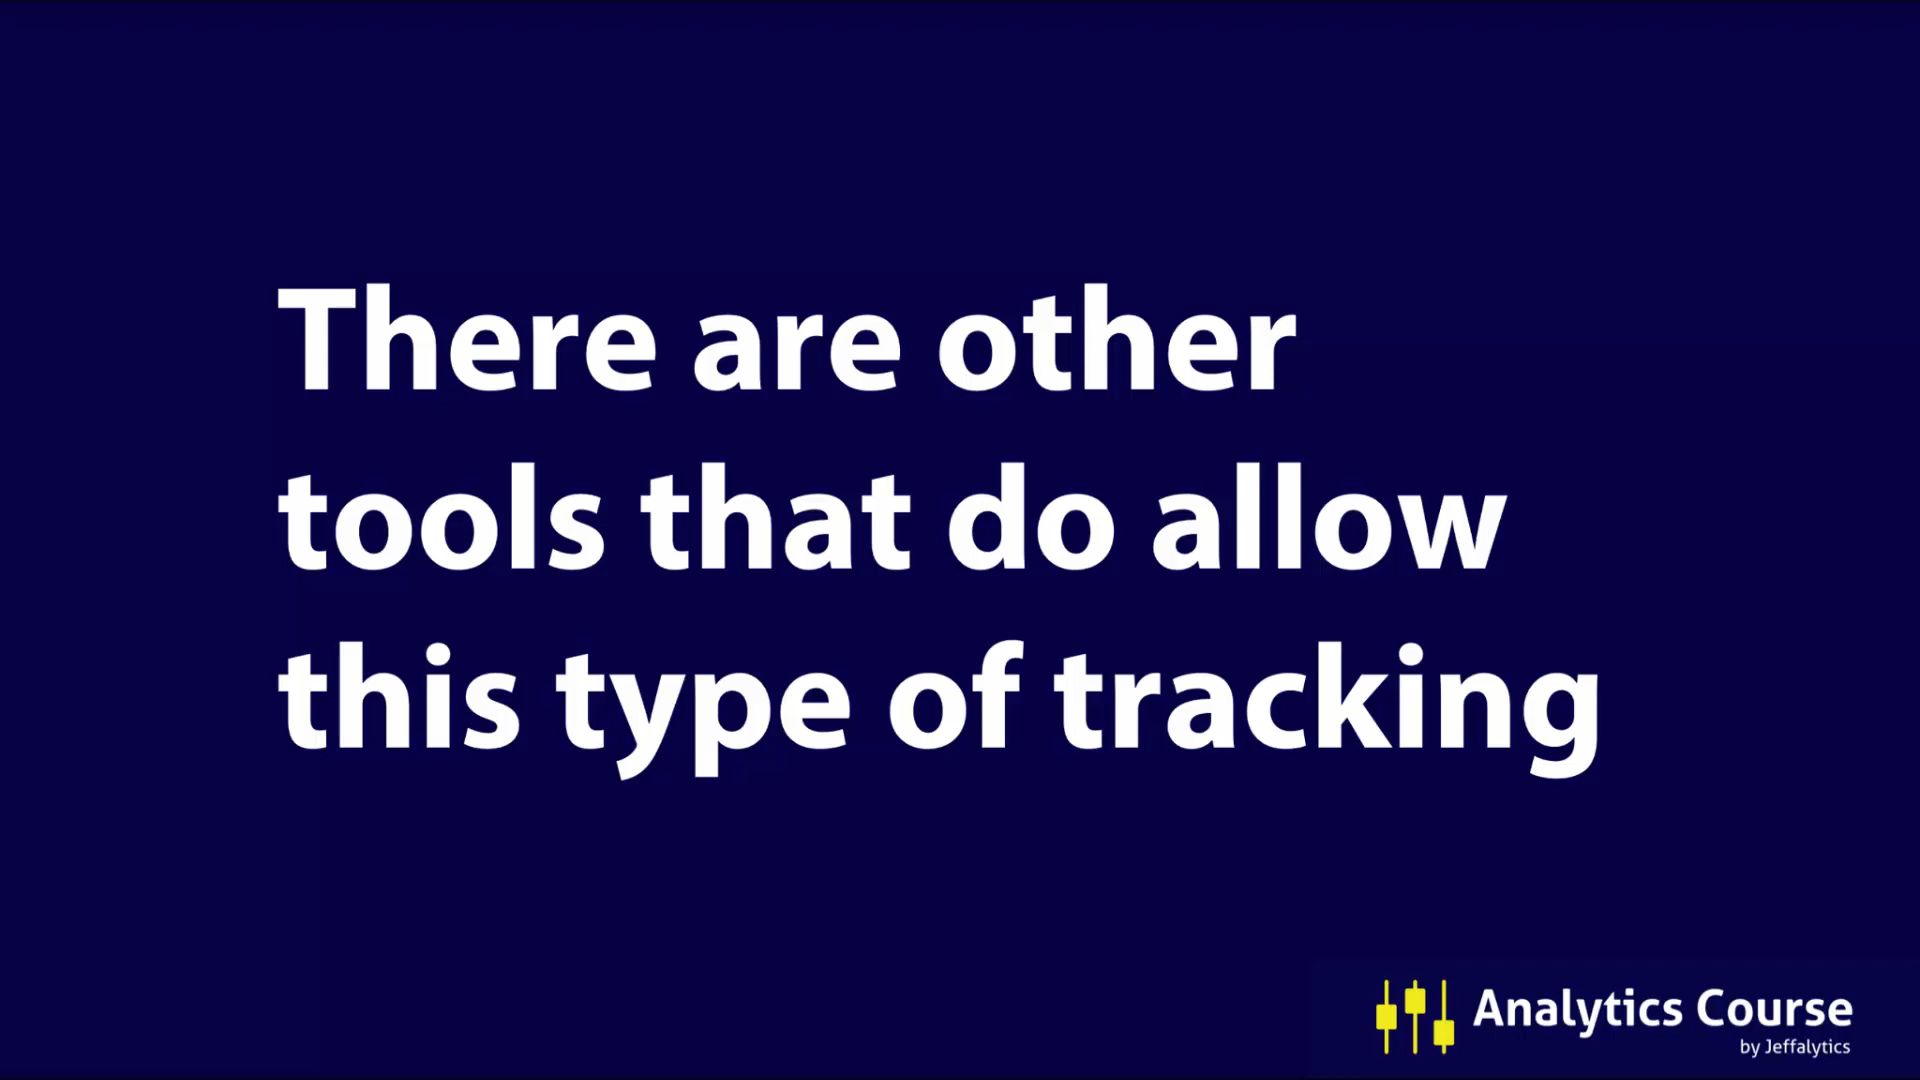 There are other
tools that do allow
this type of tracking
Analytics Course
by Jeffalytics